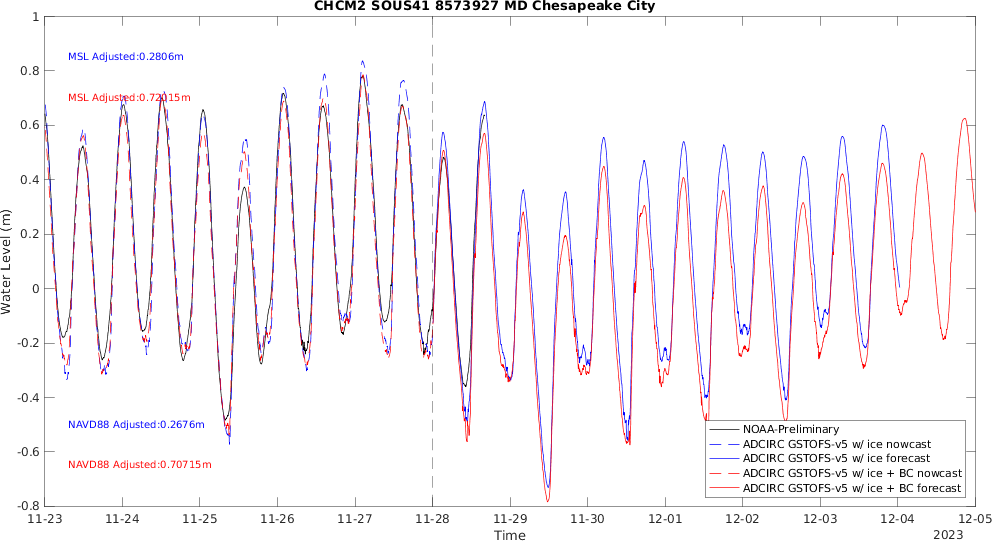 CHCM2 SOUS41 8573927 MD Chesapeake City
1
0.8
0.6
0.4
0.2
0
-0.2
-0.4
-0.6
-0.8
Water Level (m)
MSL Adjusted:0.2806m
MSL Adjusted:0.72015m
NAVD88 Adjusted:0.2676m
NAVD88 Adjusted:0.70715m
NOAA-Preliminary
ADCIRC GSTOFS-v5 w/ ice nowcast
ADCIRC GSTOFS-v5 w/ ice forecast
ADCIRC GSTOFS-v5 w/ ice + BC nowcast
ADCIRC GSTOFS-v5 w/ ice + BC forecast
11-23 11-24 11-25 11-26 11-27 11-28 11-29 11-30 12-01 12-02 12-03 12-04 12-05
Time
2023